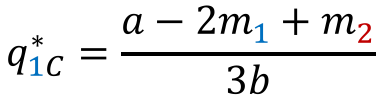 q*₁C = (a − 2m₁ + m₂) / 3b